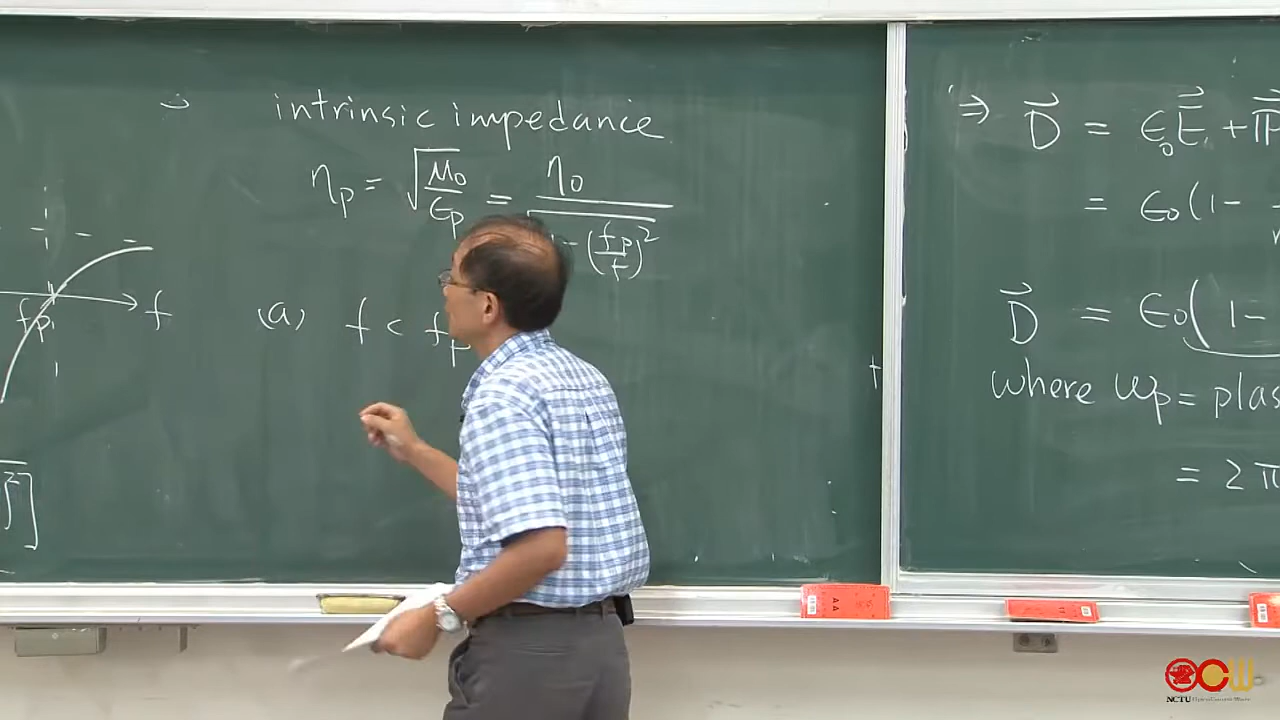 intrinsic impedance
ηp = √(μ0/εp) = η0 / √(1 - (fp/f)²)
f
fp
(a) f < fp
⇒ D⃗ = ε0E⃗ + P⃗
= ε0(1 -
D⃗ = ε0(1 -
where ωp = plas
= 2π
NCTU
OCW